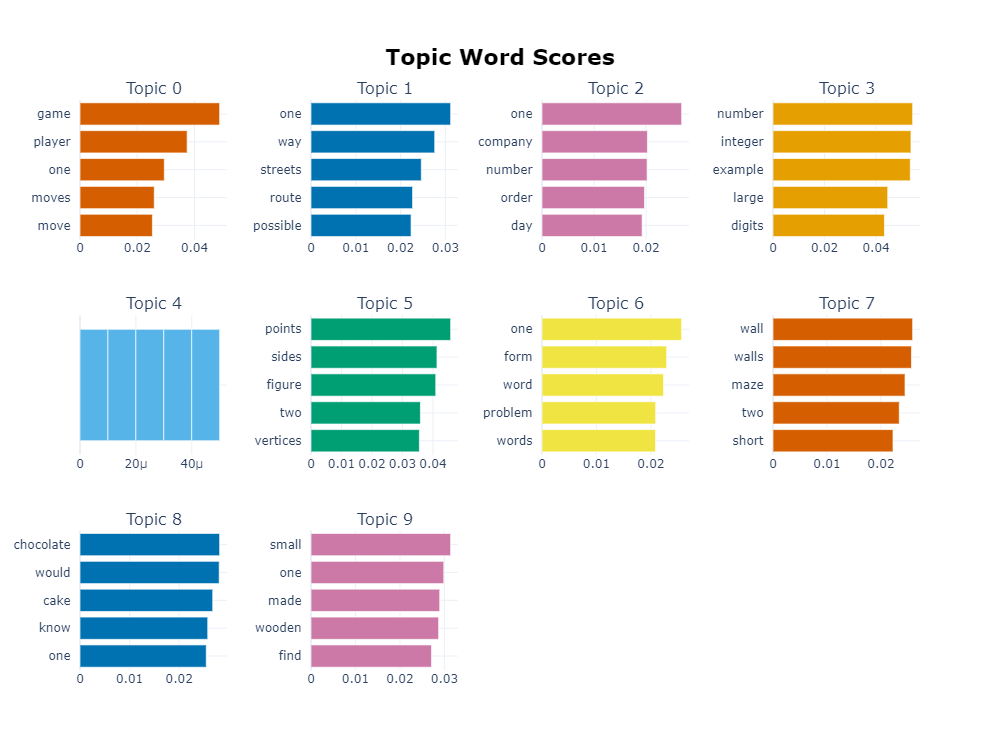 Topic Word Scores
Topic 0
game
player
one
moves
move
0 0.02 0.04
Topic 1
one
way
streets
route
possible
0 0.01 0.02 0.03
Topic 2
one
company
number
order
day
0 0.01 0.02
Topic 3
number
integer
example
large
digits
0 0.02 0.04
Topic 4
0 20μ 40μ
Topic 5
points
sides
figure
two
vertices
0 0.01 0.02 0.03 0.04
Topic 6
one
form
word
problem
words
0 0.01 0.02
Topic 7
wall
walls
maze
two
short
0 0.01 0.02
Topic 8
chocolate
would
cake
know
one
0 0.01 0.02
Topic 9
small
one
made
wooden
find
0 0.01 0.02 0.03